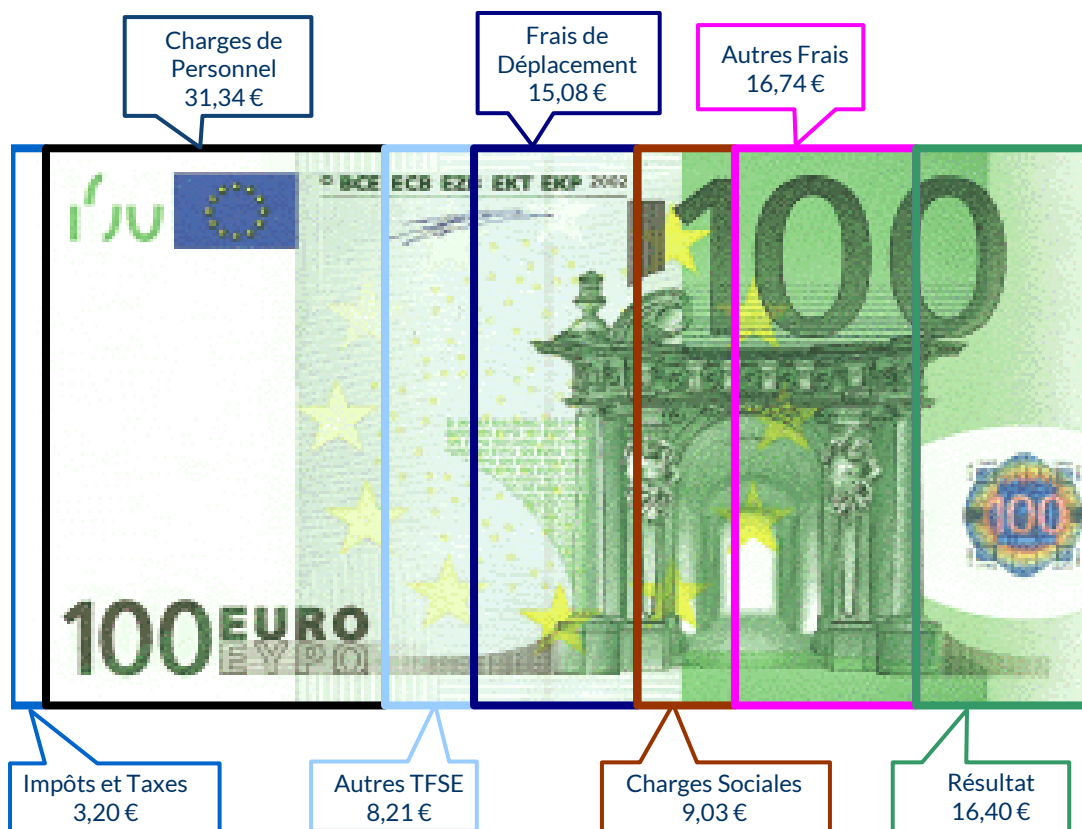 Charges de
Personnel
31,34 €
Frais de
Déplacement
15,08 €
Autres Frais
16,74 €
© BCE ECB EZB EKT EKP 2002
100
100
100 EURO
ΕΥΡΩ
Impôts et Taxes
3,20 €
Autres TFSE
8,21 €
Charges Sociales
9,03 €
Résultat
16,40 €